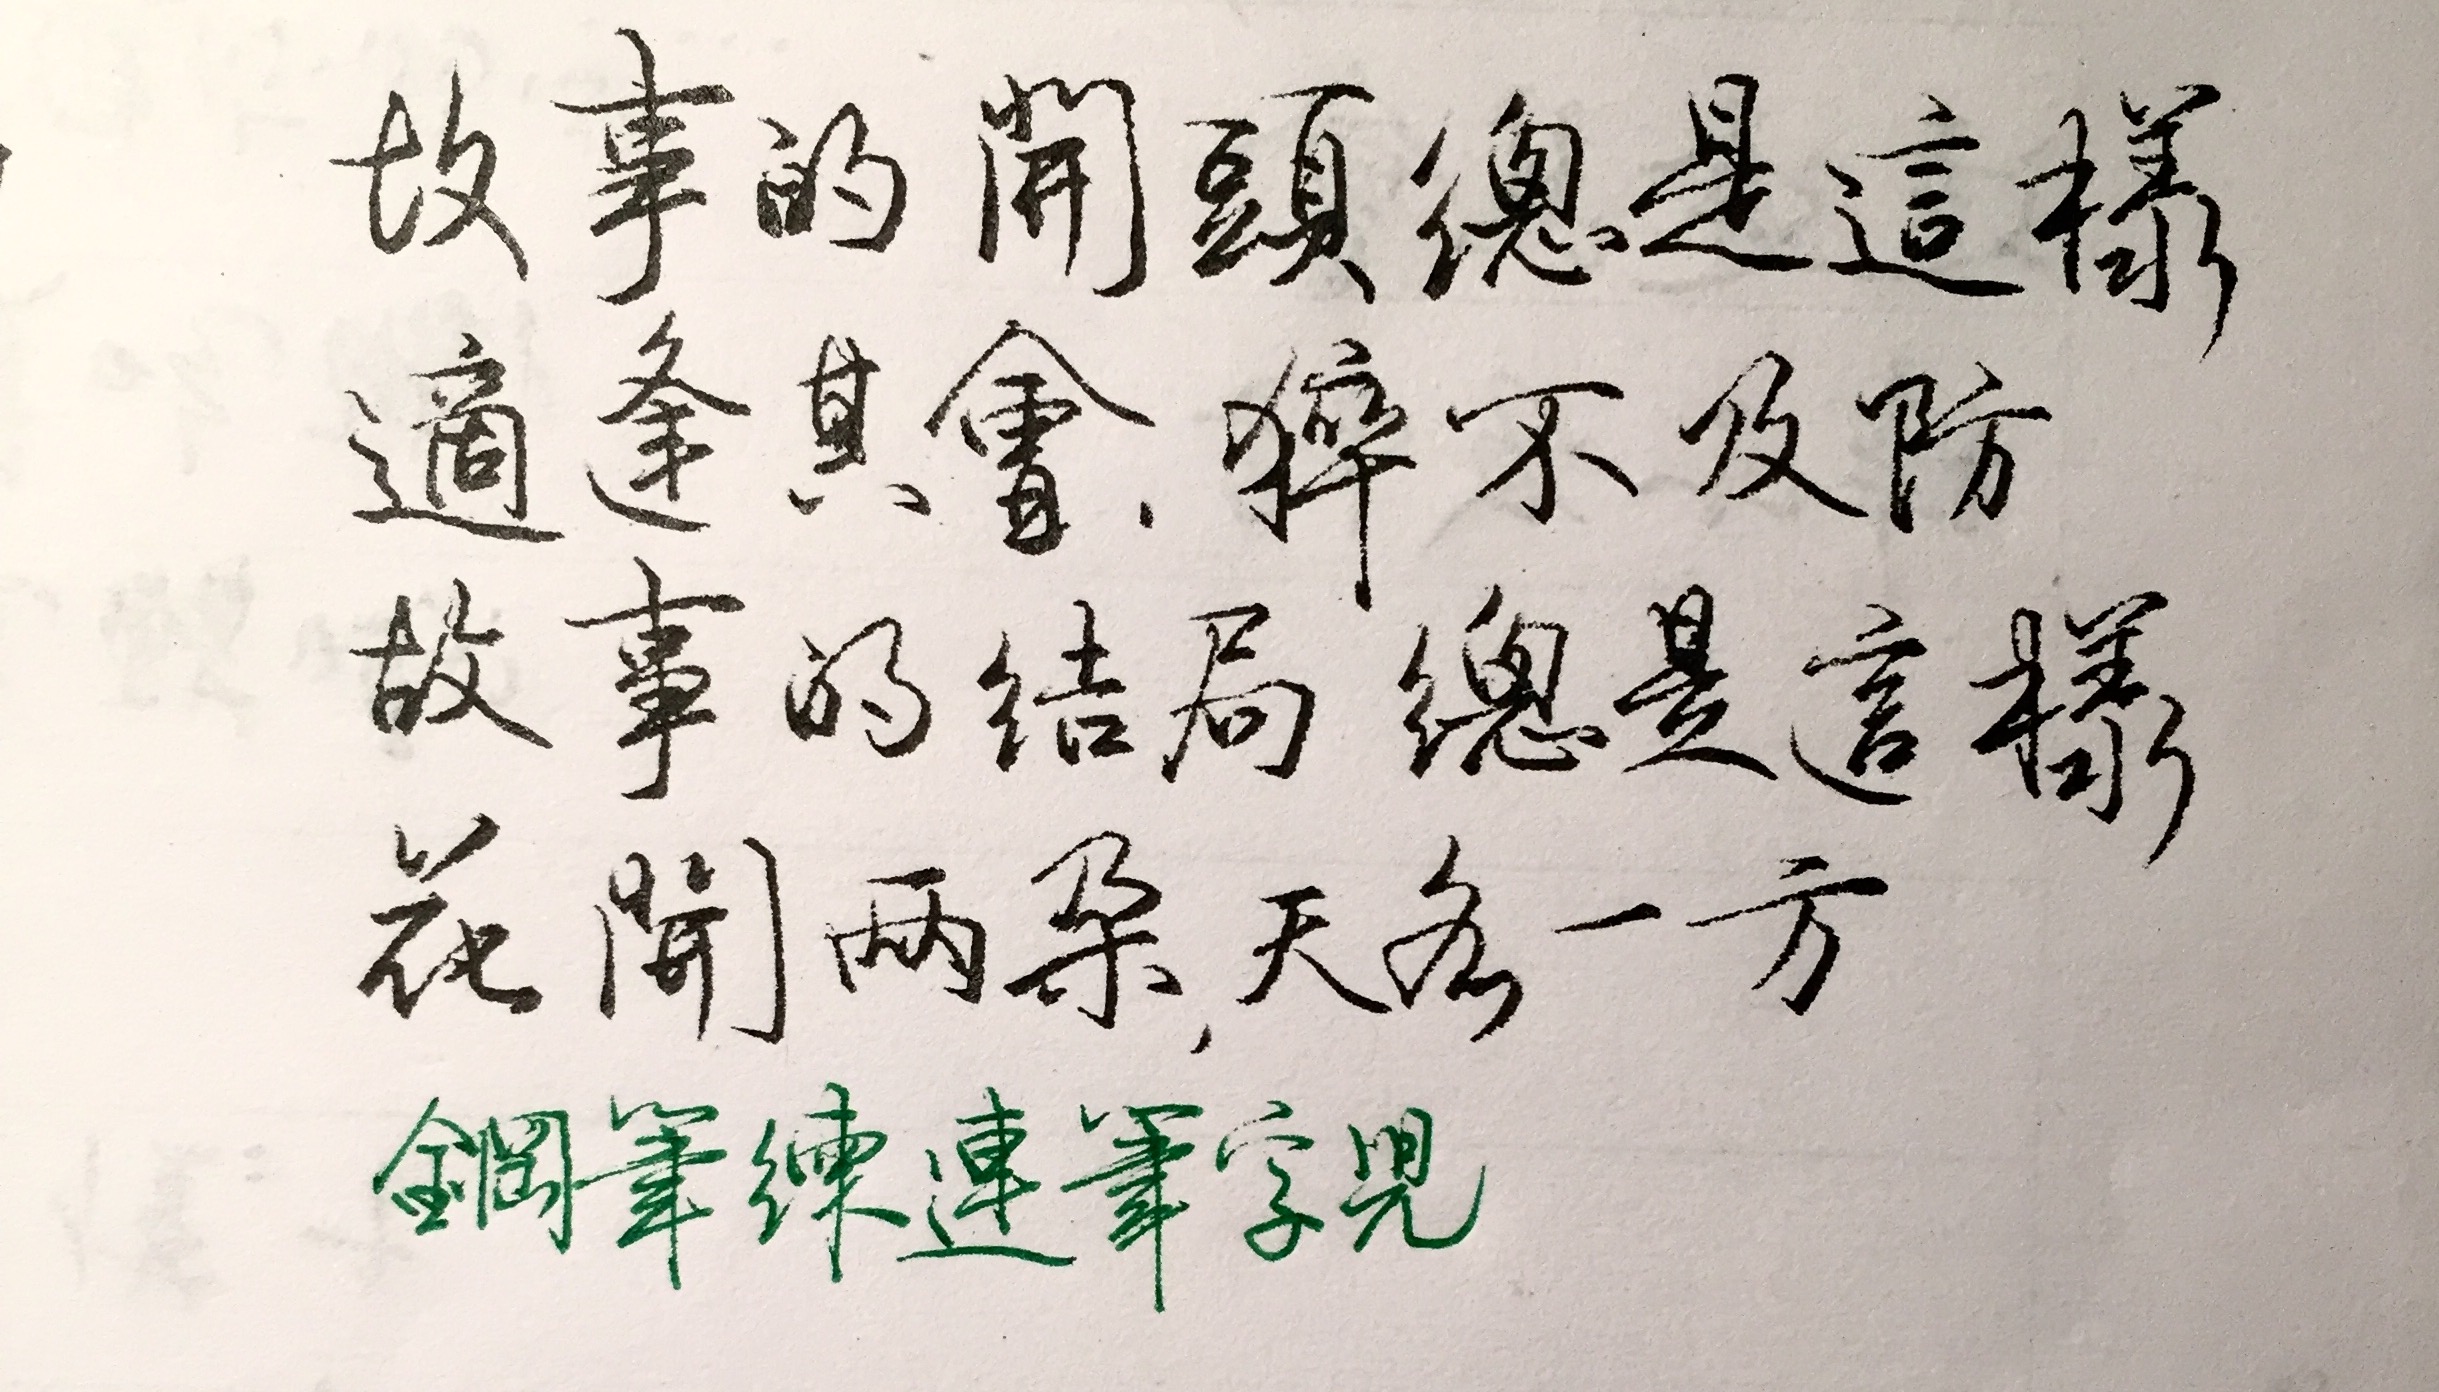 故事的開頭總是這樣
適逢其會，猝不及防
故事的结局總是這樣
花開两朵，天各一方
鋼筆練連筆字兒